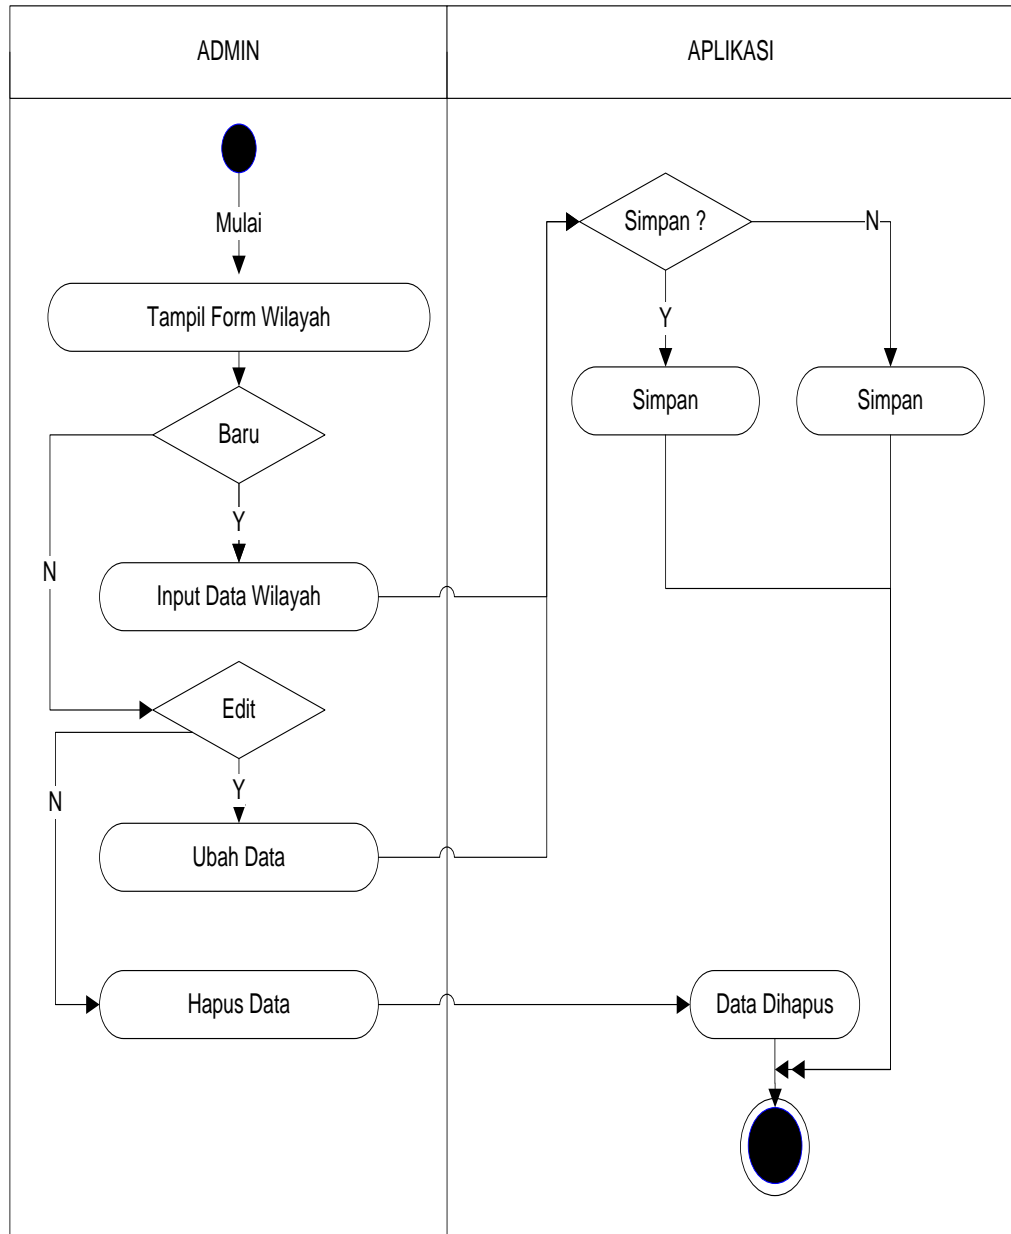 ADMIN
APLIKASI
Mulai
Simpan ?
N
Tampil Form Wilayah
Y
Simpan
Simpan
Baru
Y
N
Input Data Wilayah
Edit
Y
N
Ubah Data
Hapus Data
Data Dihapus